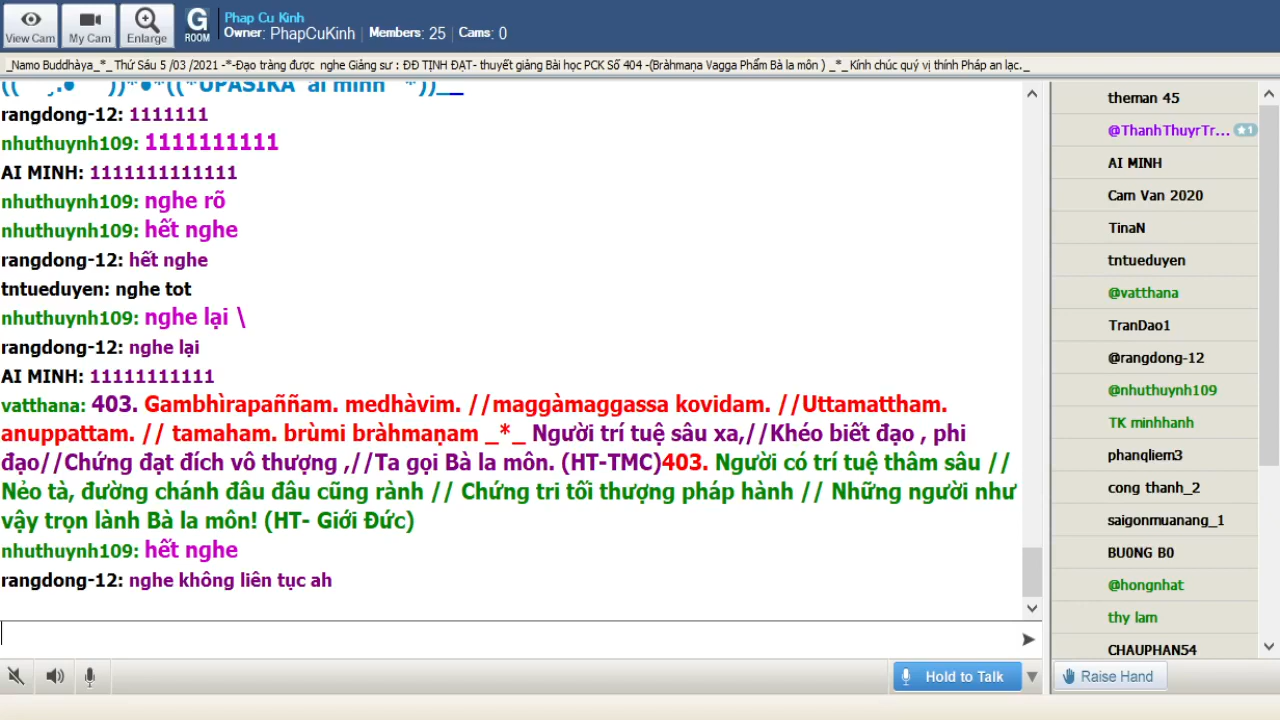 View Cam
My Cam
Enlarge
G
ROOM
Phap Cu Kinh
Owner: PhapCuKinh
Members: 25
Cams: 0
_Namo Buddhàya_*_ Thứ Sáu 5 /03 /2021 -*-Đạo tràng được nghe Giảng sư : ĐĐ TỊNH ĐẠT- thuyết giảng Bài học PCK Số 404 -(Bràhmaṇa Vagga Phẩm Bà la môn ) _*_ Kính chúc quý vị thính Pháp an lạc._
rangdong-12: 1111111
nhuthuynh109: 1111111111
AI MINH: 1111111111111
nhuthuynh109: nghe rõ
nhuthuynh109: hết nghe
rangdong-12: hết nghe
tntueduyen: nghe tot
nhuthuynh109: nghe lại \
rangdong-12: nghe lại
AI MINH: 11111111111
vatthana: 403. Gambhìrapaññam. medhàvim. //maggàmaggassa kovidam. //Uttamattham.
anuppattam. // tamaham. brùmi bràhmaṇam _*_ Người trí tuệ sâu xa,//Khéo biết đạo , phi
đạo//Chứng đạt đích vô thượng ,//Ta gọi Bà la môn. (HT-TMC)403. Người có trí tuệ thâm sâu //
Nẻo tà, đường chánh đâu đâu cũng rành // Chứng tri tối thượng pháp hành // Những người như
vậy trọn lành Bà la môn! (HT- Giới Đức)
nhuthuynh109: hết nghe
rangdong-12: nghe không liên tục ah
Hold to Talk
theman 45
@ThanhThuyrTr...
1
AI MINH
Cam Van 2020
TinaN
tntueduyen
@vatthana
TranDao1
@rangdong-12
@nhuthuynh109
TK minhhanh
phanqliem3
cong thanh_2
saigonmuanang_1
BU0NG B0
@hongnhat
thy lam
CHAUPHAN54
Raise Hand